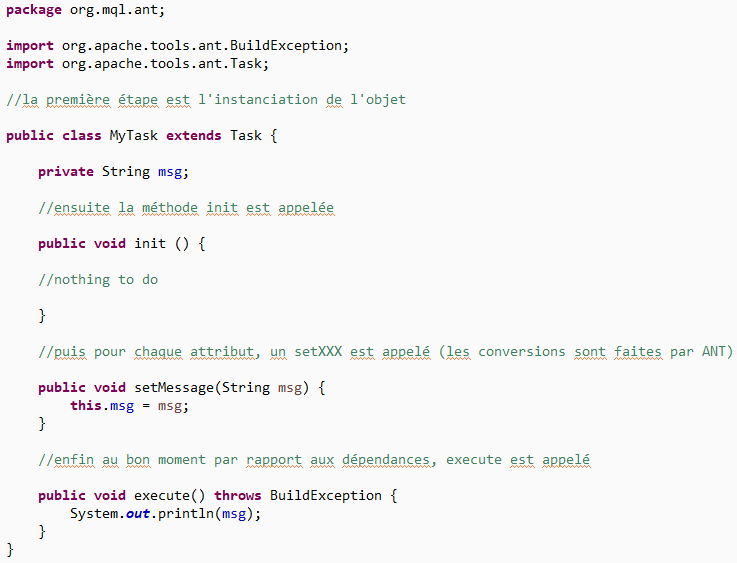 package org.mql.ant;
import org.apache.tools.ant.BuildException;
import org.apache.tools.ant.Task;
//la première étape est l'instanciation de l'objet
public class MyTask extends Task {
private String msg;
//ensuite la méthode init est appelée
public void init () {
//nothing to do
}
//puis pour chaque attribut, un setXXX est appelé (les conversions sont faites par ANT)
public void setMessage(String msg) {
this.msg = msg;
}
//enfin au bon moment par rapport aux dépendances, execute est appelé
public void execute() throws BuildException {
System.out.println(msg);
}
}